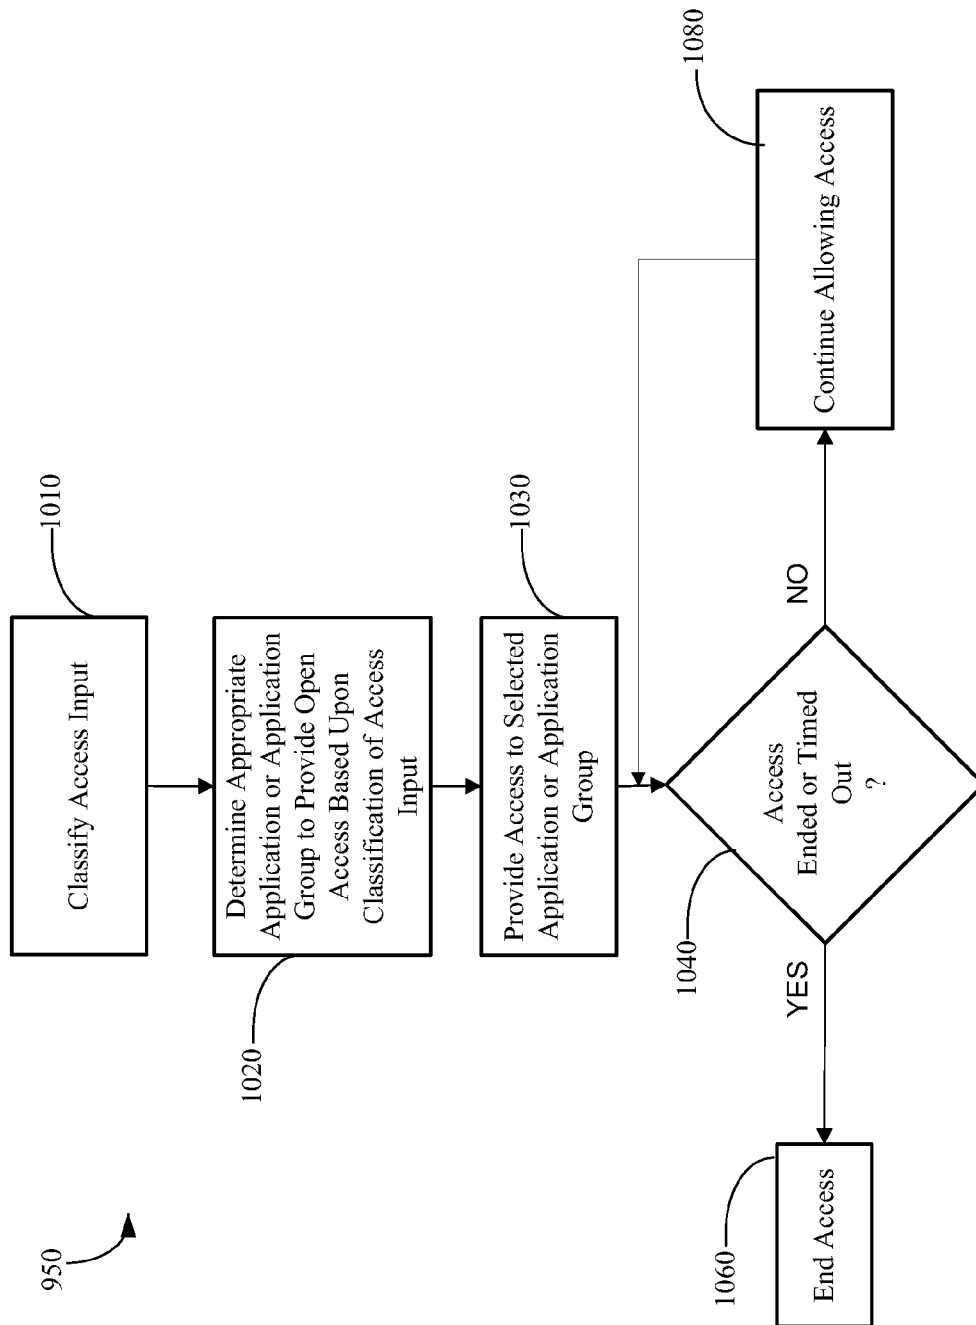 950
Classify Access Input
1010
Determine Appropriate
Application or Application
Group to Provide Open
Access Based Upon
Classification of Access
Input
1020
Provide Access to Selected
Application or Application
Group
1030
Access
Ended or Timed
Out
?
1040
YES
NO
End Access
1060
Continue Allowing Access
1080